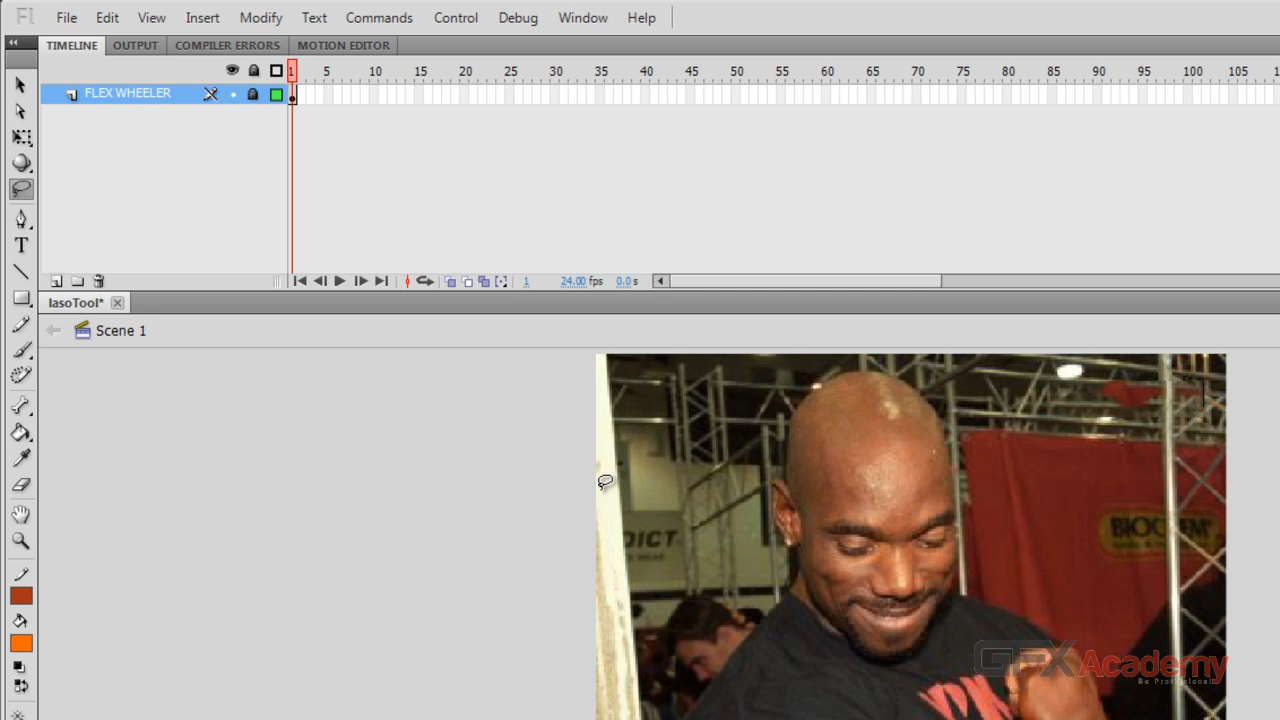 Fl File Edit View Insert Modify Text Commands Control Debug Window Help
TIMELINE OUTPUT COMPILER ERRORS MOTION EDITOR
1 5 10 15 20 25 30 35 40 45 50 55 60 65 70 75 80 85 90 95 100 105
FLEX WHEELER
T
1 24.00 fps 0.0 s
lasoTool*
Scene 1
BIOCHEM
DICT
GFXAcademy
Be Professional